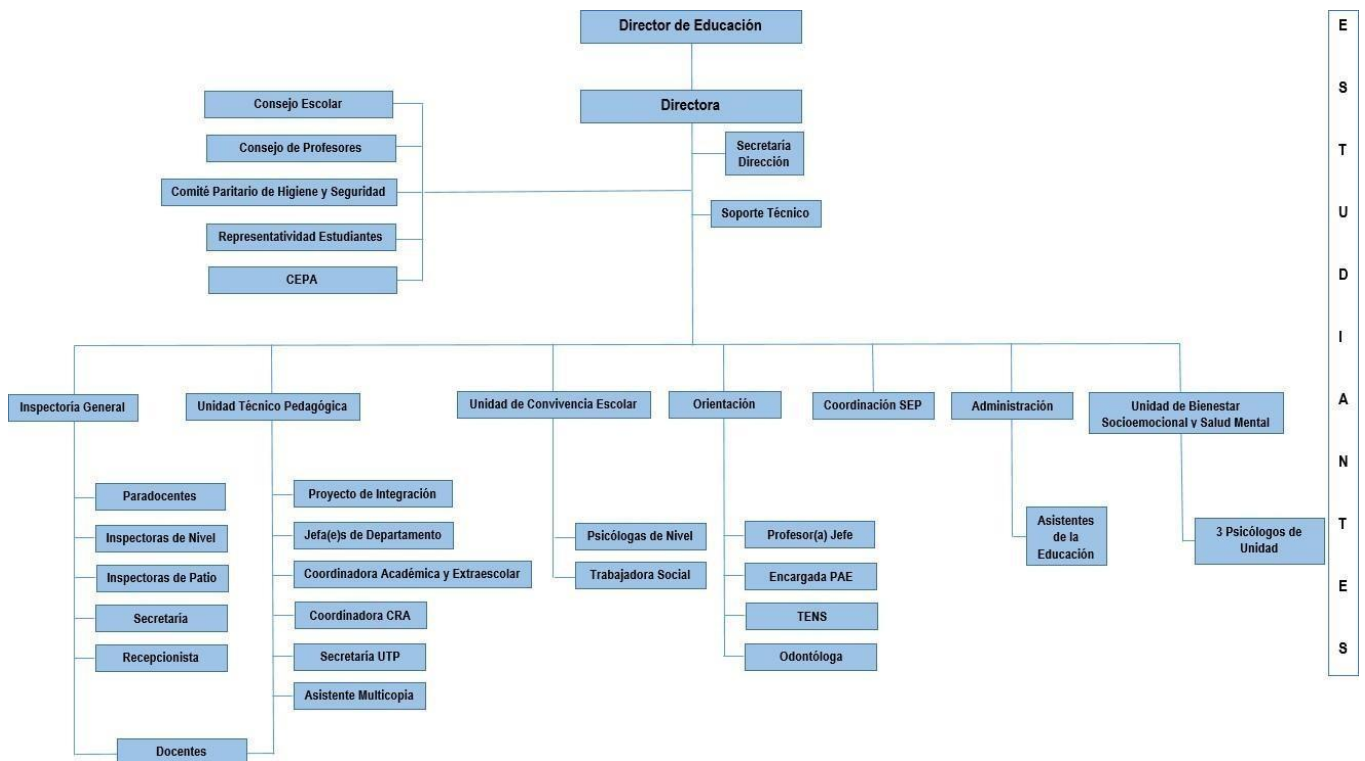 Director de Educación
Directora
Consejo Escolar
Consejo de Profesores
Comité Paritario de Higiene y Seguridad
Representatividad Estudiantes
CEPA
Secretaría
Dirección
Soporte Técnico
Inspectoría General
Unidad Técnico Pedagógica
Unidad de Convivencia Escolar
Orientación
Coordinación SEP
Administración
Unidad de Bienestar
Socioemocional y Salud Mental
Paradocentes
Inspectoras de Nivel
Inspectoras de Patio
Secretaría
Recepcionista
Proyecto de Integración
Jefa(e)s de Departamento
Coordinadora Académica y Extraescolar
Coordinadora CRA
Secretaria UTP
Asistente Multicopia
Docentes
Psicólogas de Nivel
Trabajadora Social
Profesor(a) Jefe
Encargada PAE
TENS
Odontóloga
Asistentes
de la
Educación
3 Psicólogos de
Unidad
E
S
T
U
D
I
A
N
T
E
S